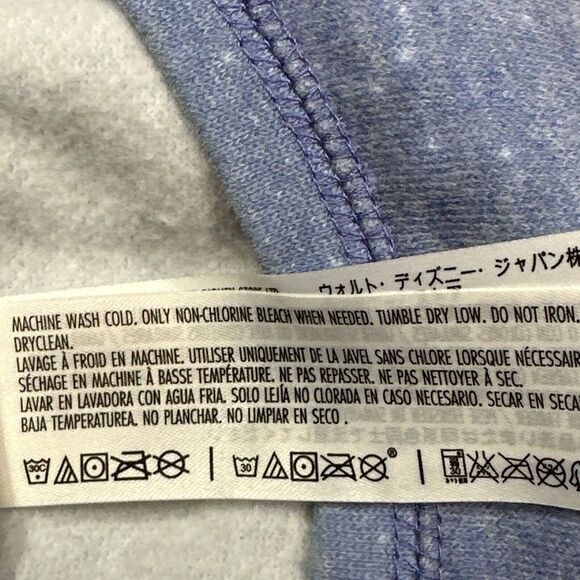 ウォルト・ディズニー・ジャパン株
MACHINE WASH COLD. ONLY NON-CHLORINE BLEACH WHEN NEEDED. TUMBLE DRY LOW. DO NOT IRON.
DRYCLEAN.
LAVAGE À FROID EN MACHINE. UTILISER UNIQUEMENT DE LA JAVEL SANS CHLORE LORSQUE NÉCESSAIR
SÉCHAGE EN MACHINE À BASSE TEMPÉRATURE. NE PAS REPASSER. NE PAS NETTOYER À SEC.
LAVAR EN LAVADORA CON AGUA FRIA. SOLO LEJÍA NO CLORADA EN CASO NECESARIO. SECAR EN SECA
BAJA TEMPERATUREA. NO PLANCHAR. NO LIMPIAR EN SECO .
30C 30 ® 30